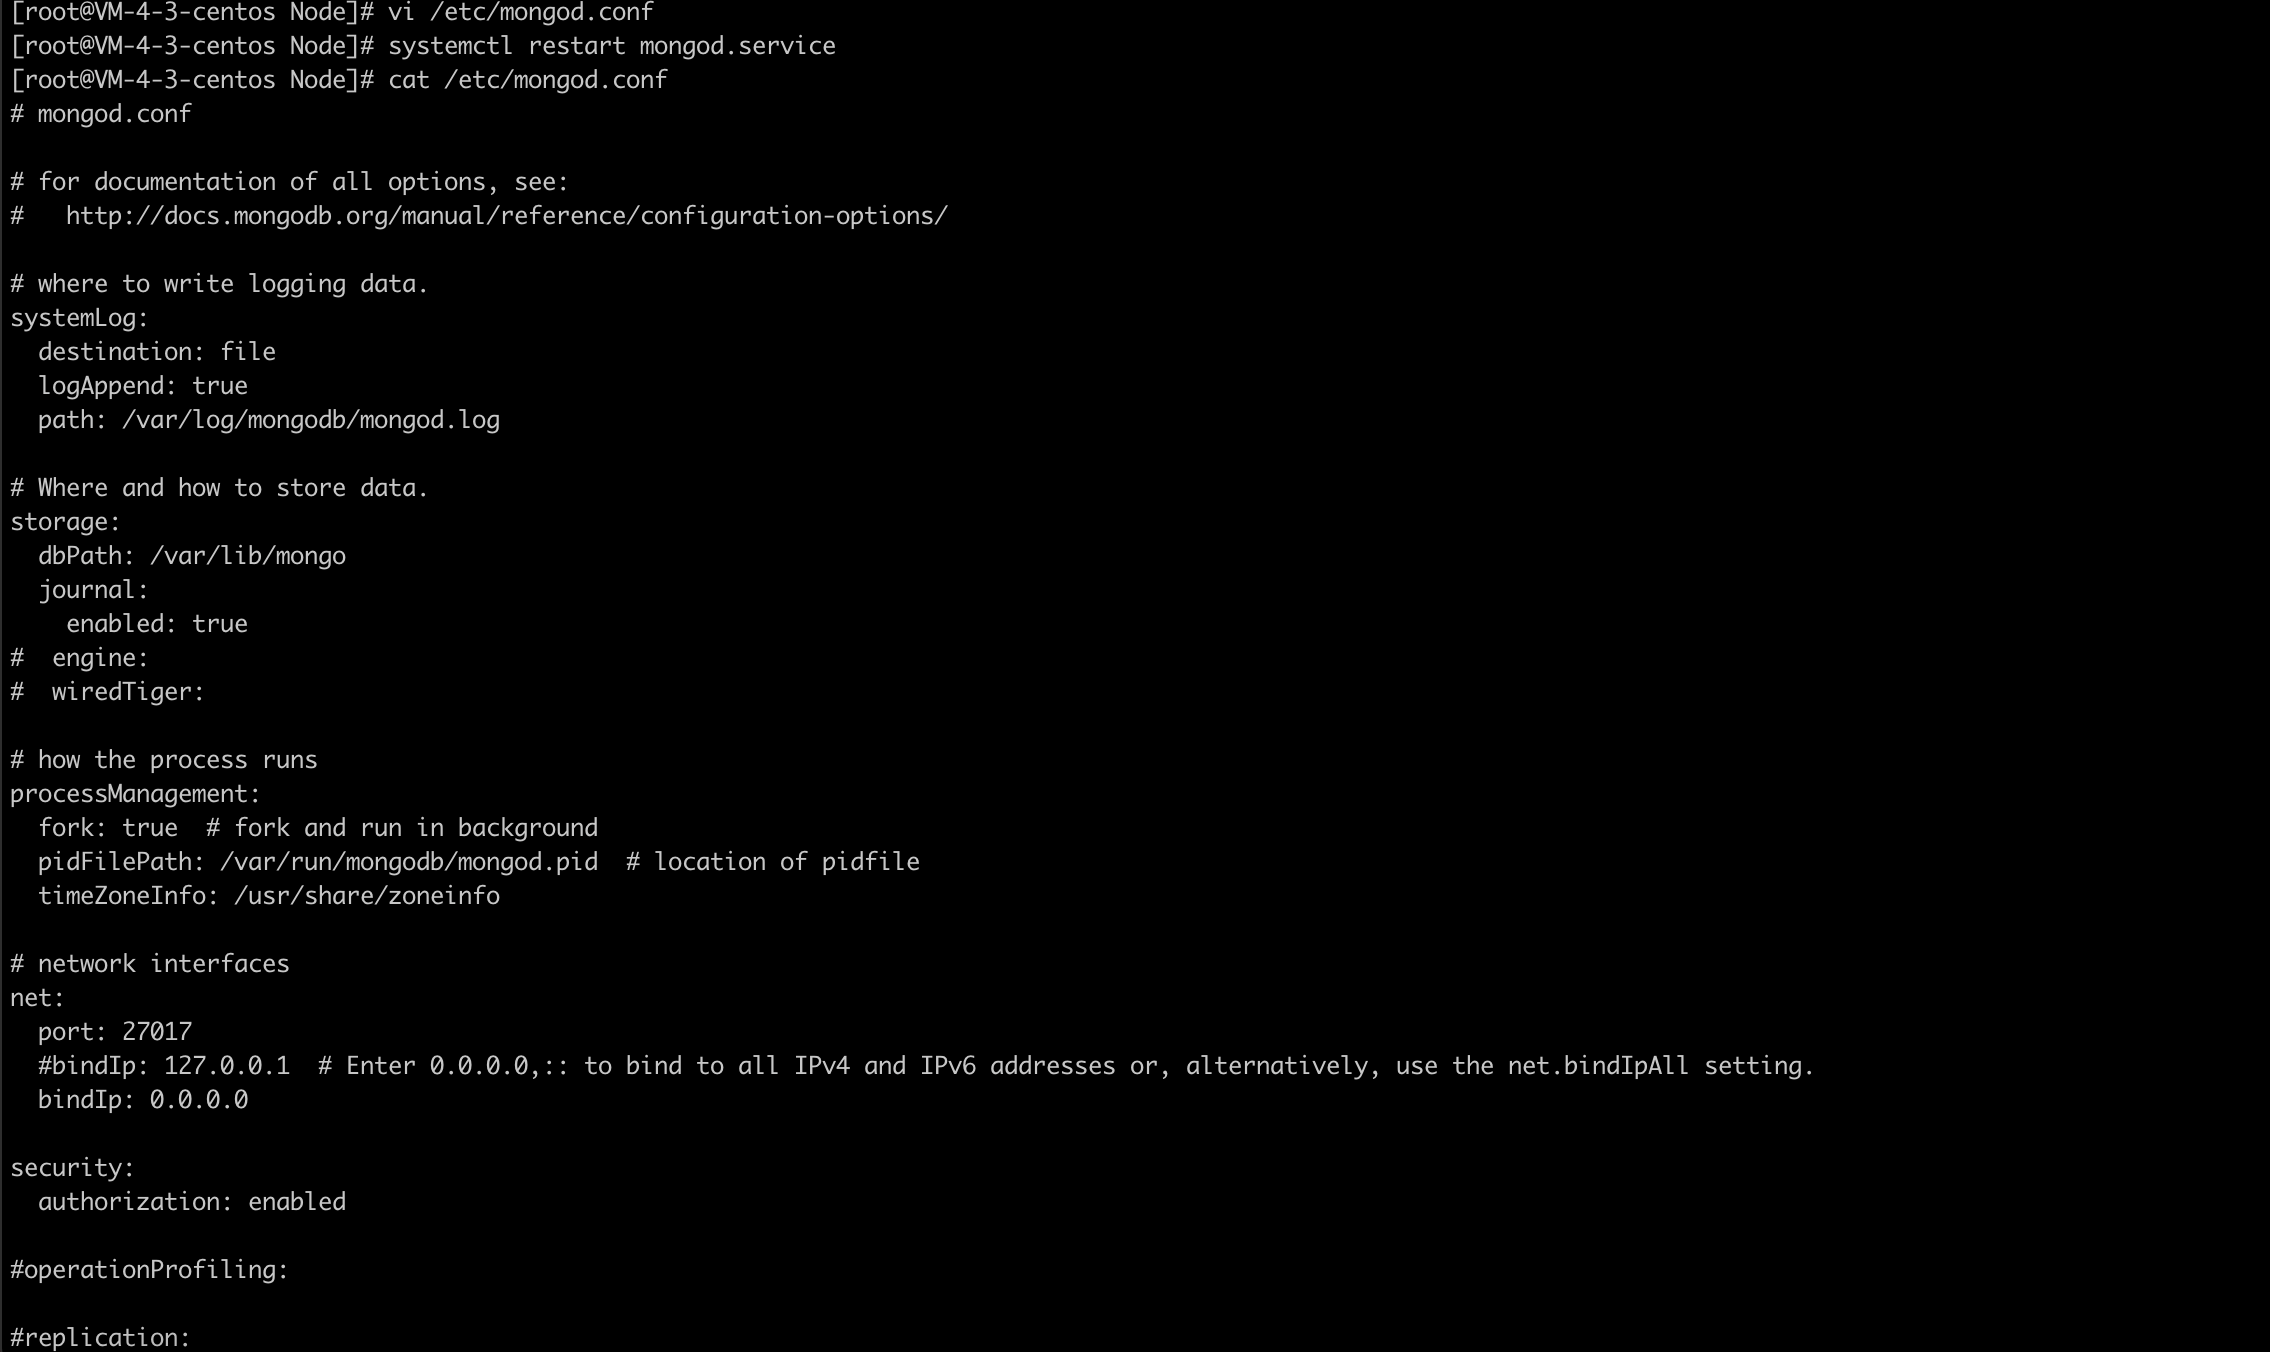 [root@VM-4-3-centos Node]# vi /etc/mongod.conf
[root@VM-4-3-centos Node]# systemctl restart mongod.service
[root@VM-4-3-centos Node]# cat /etc/mongod.conf
# mongod.conf

# for documentation of all options, see:
#   http://docs.mongodb.org/manual/reference/configuration-options/

# where to write logging data.
systemLog:
  destination: file
  logAppend: true
  path: /var/log/mongodb/mongod.log

# Where and how to store data.
storage:
  dbPath: /var/lib/mongo
  journal:
    enabled: true
#  engine:
#  wiredTiger:

# how the process runs
processManagement:
  fork: true  # fork and run in background
  pidFilePath: /var/run/mongodb/mongod.pid  # location of pidfile
  timeZoneInfo: /usr/share/zoneinfo

# network interfaces
net:
  port: 27017
  #bindIp: 127.0.0.1  # Enter 0.0.0.0,:: to bind to all IPv4 and IPv6 addresses or, alternatively, use the net.bindIpAll setting.
  bindIp: 0.0.0.0

security:
  authorization: enabled

#operationProfiling:

#replication: